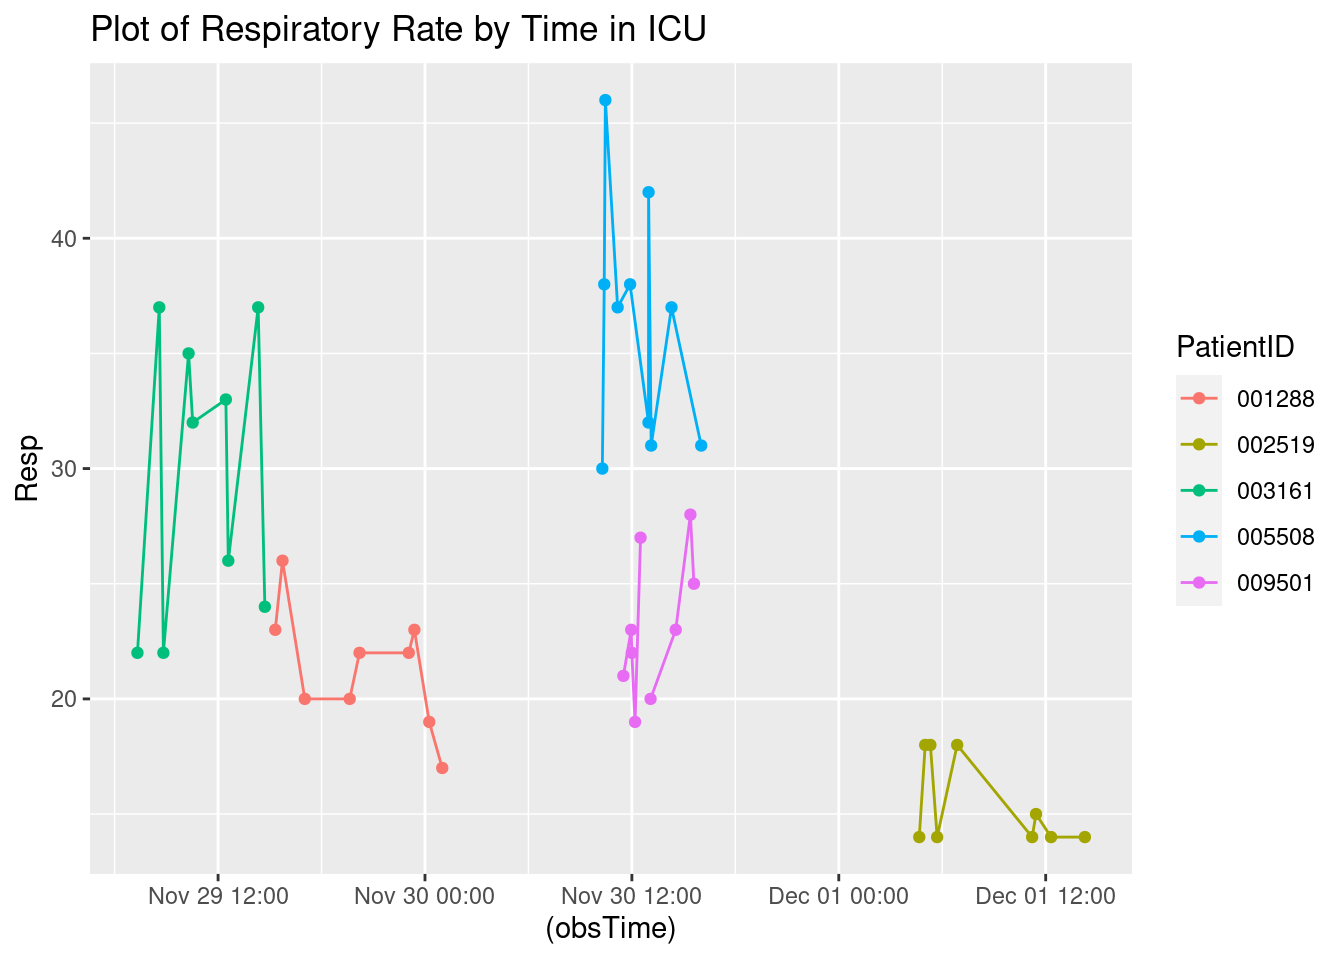 Plot of Respiratory Rate by Time in ICU
Resp
40
30
20
Nov 29 12:00
Nov 30 00:00
Nov 30 12:00
Dec 01 00:00
Dec 01 12:00
(obsTime)
PatientID
001288
002519
003161
005508
009501